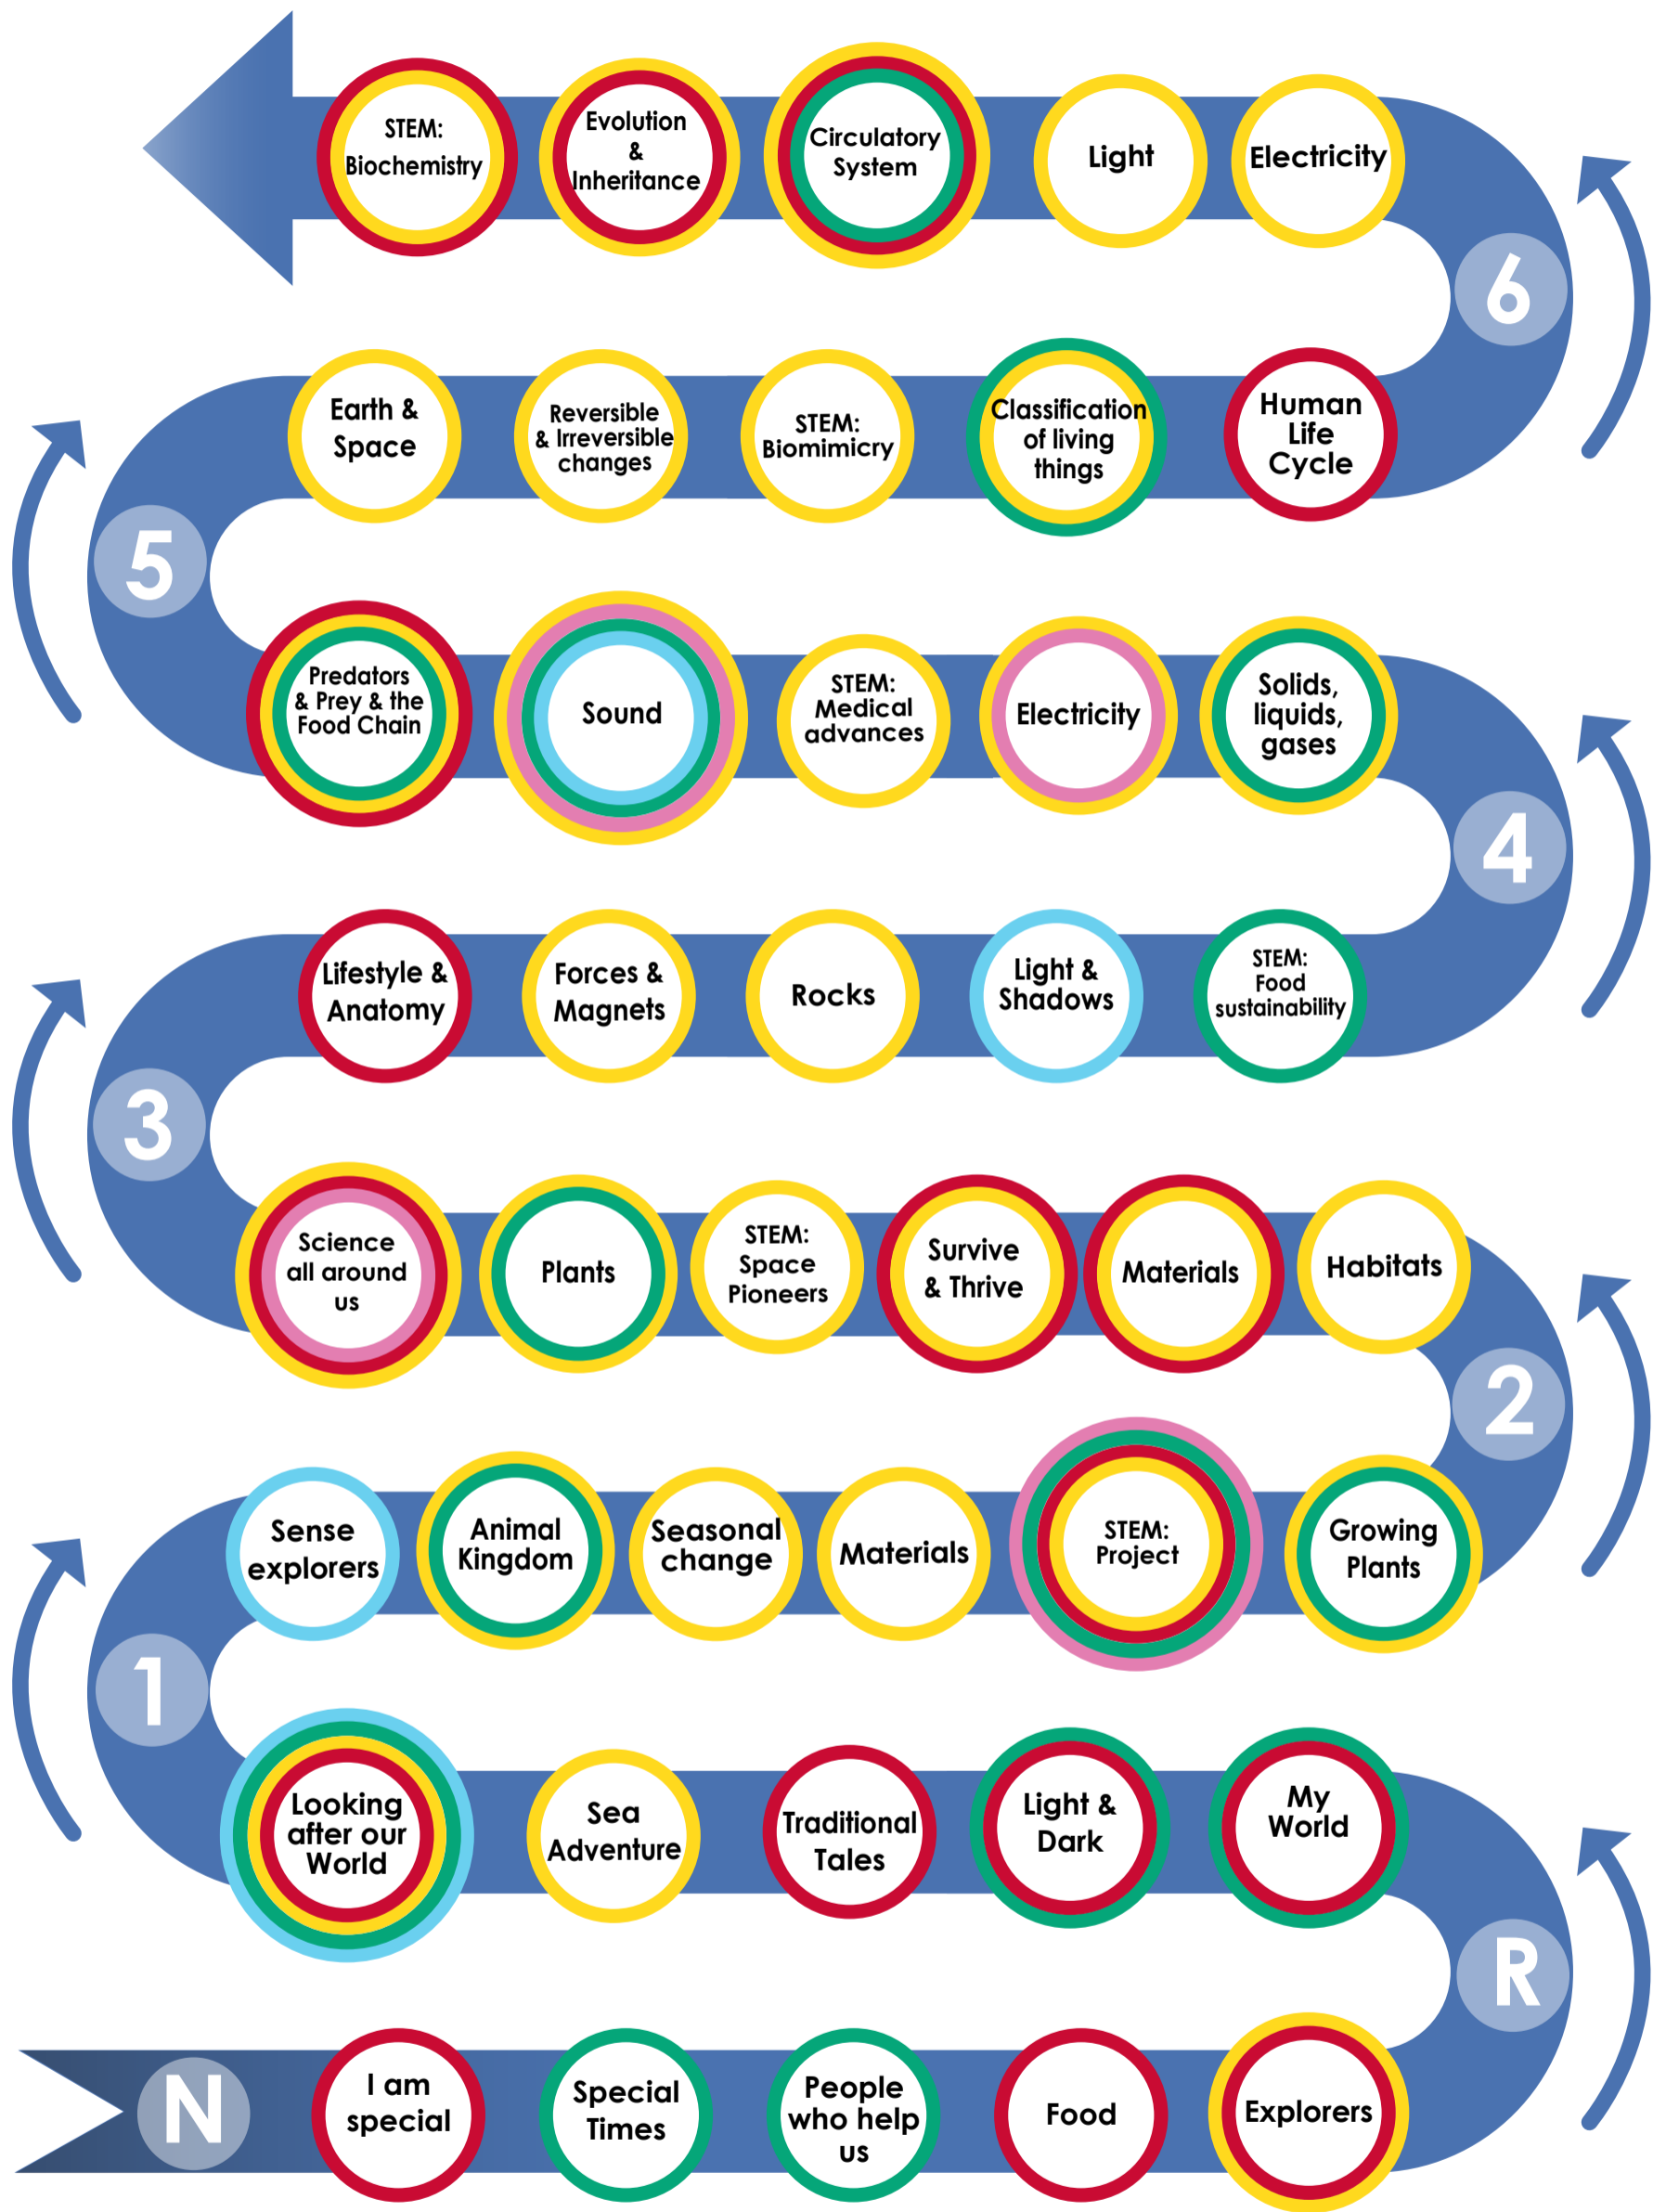 STEM:
Biochemistry
Evolution
&
Inheritance
Circulatory
System
Light
Electricity
6
Earth &
Space
Reversible
& Irreversible
changes
STEM:
Biomimicry
Classification
of living
things
Human
Life
Cycle
5
Predators
& Prey & the
Food Chain
Sound
STEM:
Medical
advances
Electricity
Solids,
liquids,
gases
4
Lifestyle &
Anatomy
Forces &
Magnets
Rocks
Light &
Shadows
STEM:
Food
sustainability
3
Science
all around
us
Plants
STEM:
Space
Pioneers
Survive
& Thrive
Materials
Habitats
2
Sense
explorers
Animal
Kingdom
Seasonal
change
Materials
STEM:
Project
Growing
Plants
1
Looking
after our
World
Sea
Adventure
Traditional
Tales
Light &
Dark
My
World
R
N
I am
special
Special
Times
People
who help
us
Food
Explorers